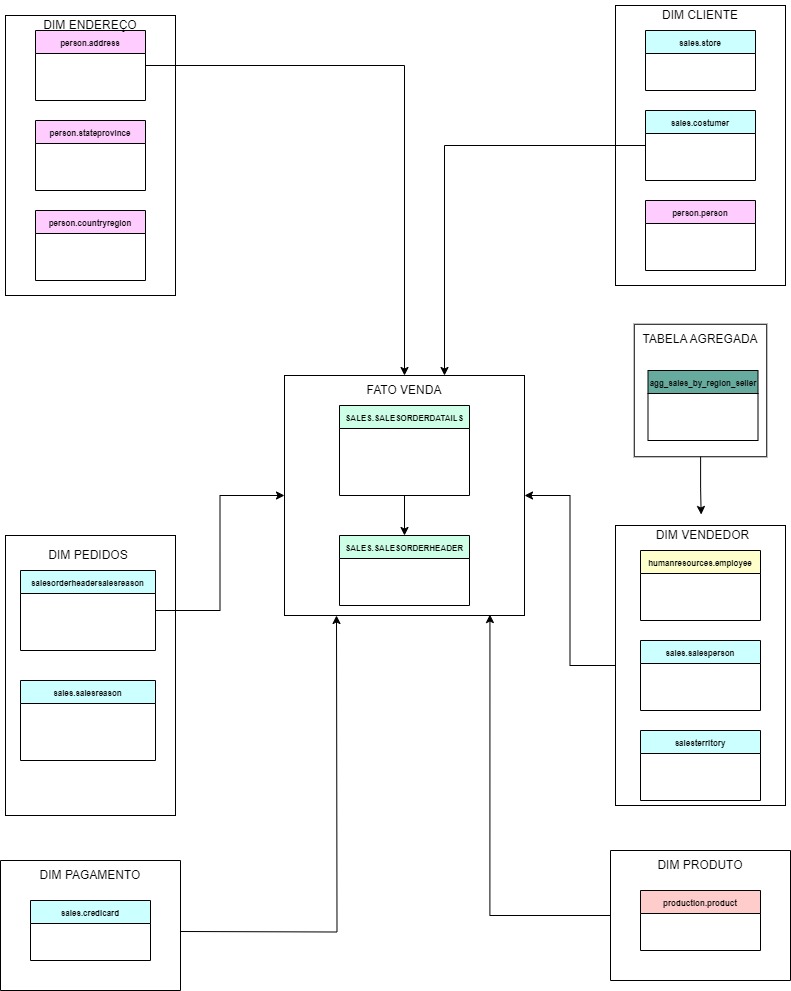 DIM ENDEREÇO
person.address
person.stateprovince
person.countryregion
DIM CLIENTE
sales.store
sales.costumer
person.person
TABELA AGREGADA
agg_sales_by_region_seller
FATO VENDA
SALES.SALESORDERDATAILS
SALES.SALESORDERHEADER
DIM PEDIDOS
salesorderheadersalesreason
sales.salesreason
DIM VENDEDOR
humanresources.employee
sales.salesperson
salesterritory
DIM PAGAMENTO
sales.credicard
DIM PRODUTO
production.product